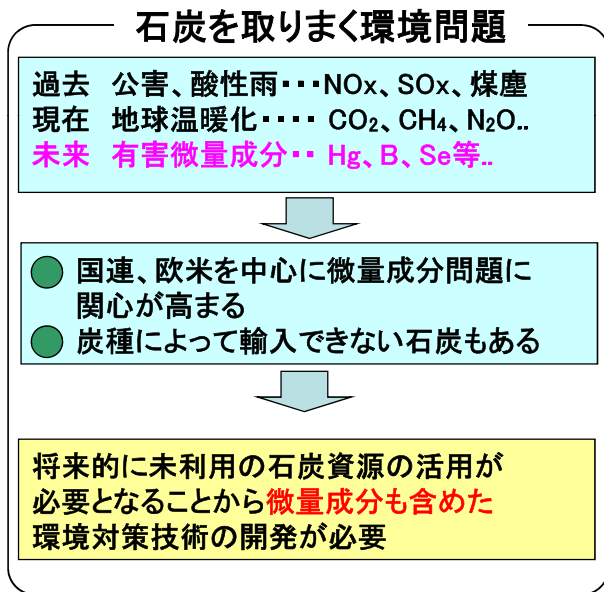 石炭を取りまく環境問題
過去 公害、酸性雨･･･NOx、SOx、煤塵
現在 地球温暖化････ CO₂、CH₄、N₂O..
未来 有害微量成分･･ Hg、B、Se等..
国連、欧米を中心に微量成分問題に
関心が高まる
炭種によって輸入できない石炭もある
将来的に未利用の石炭資源の活用が
必要となることから微量成分も含めた
環境対策技術の開発が必要